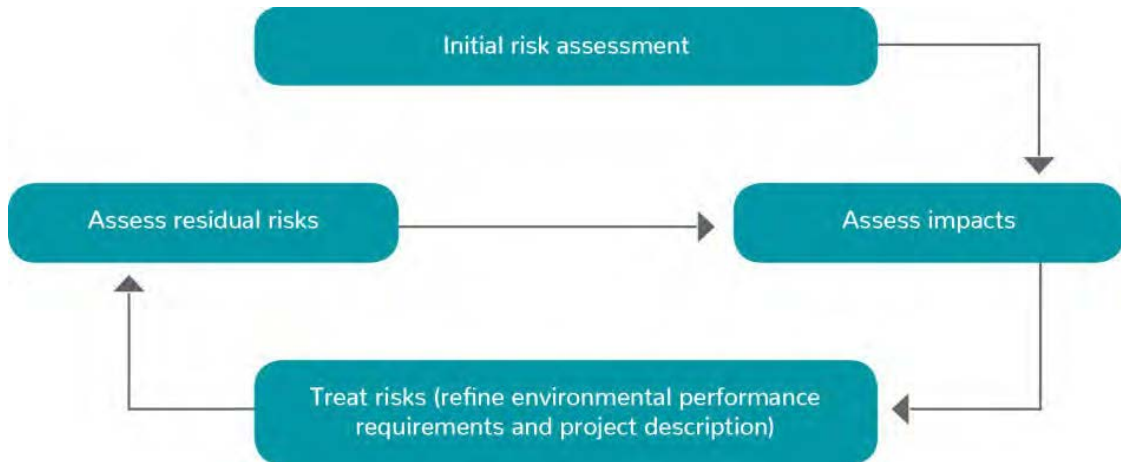 Initial risk assessment
Assess residual risks
Assess impacts
Treat risks (refine environmental performance
requirements and project description)